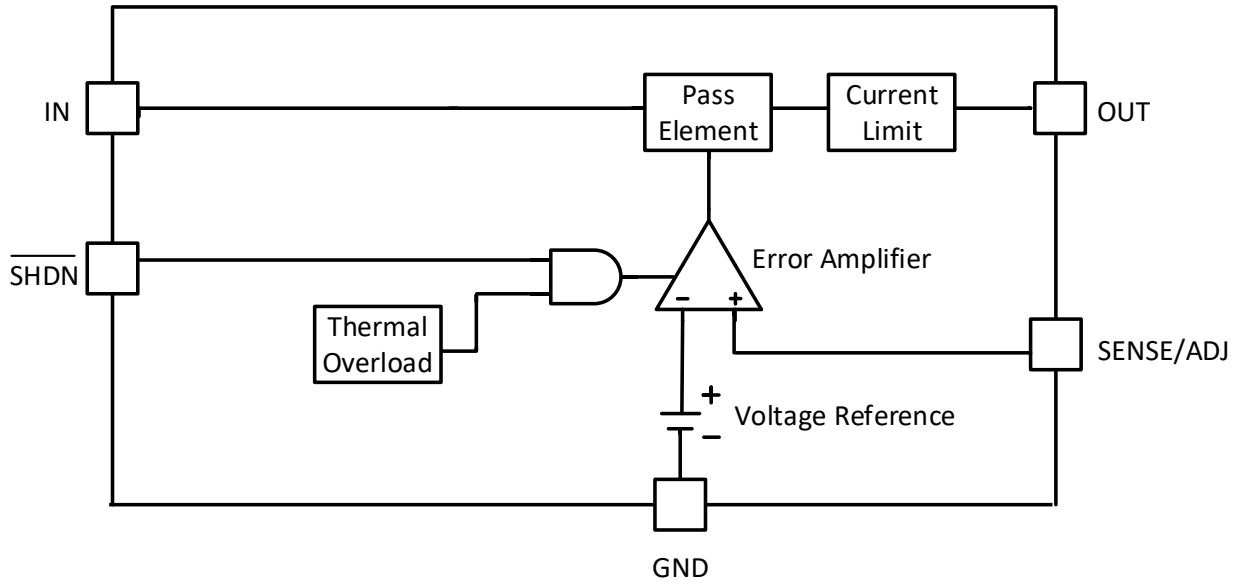 IN
Pass
Element
Current
Limit
OUT
SHDN
Error Amplifier
- +
Thermal
Overload
SENSE/ADJ
+
Voltage Reference
−
GND